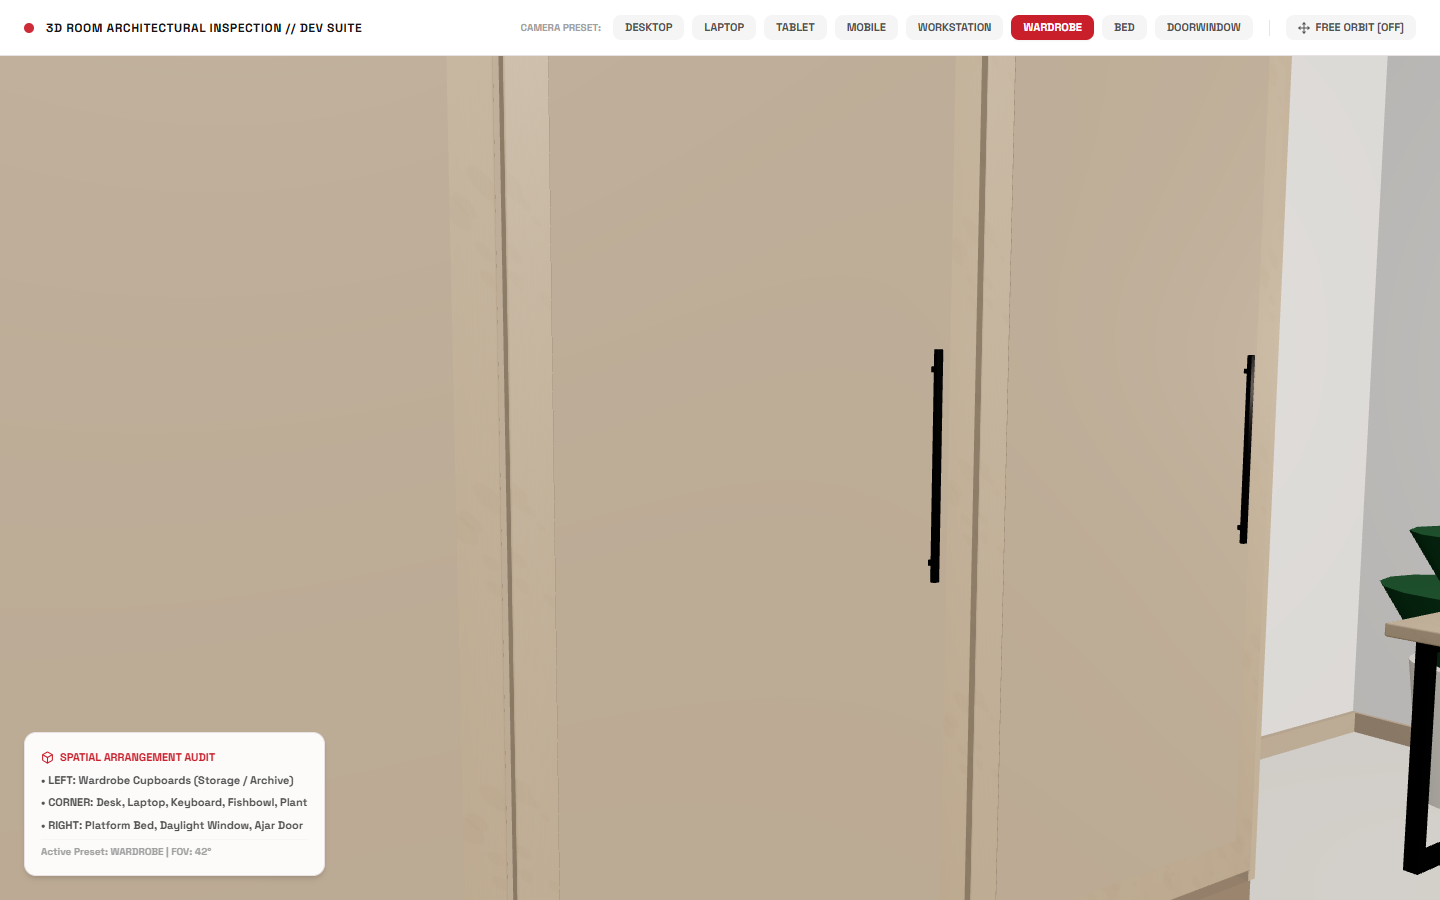 3D ROOM ARCHITECTURAL INSPECTION // DEV SUITE
CAMERA PRESET: DESKTOP LAPTOP TABLET MOBILE WORKSTATION WARDROBE BED DOORWINDOW FREE ORBIT [OFF]
SPATIAL ARRANGEMENT AUDIT
• LEFT: Wardrobe Cupboards (Storage / Archive)
• CORNER: Desk, Laptop, Keyboard, Fishbowl, Plant
• RIGHT: Platform Bed, Daylight Window, Ajar Door
Active Preset: WARDROBE | FOV: 42°